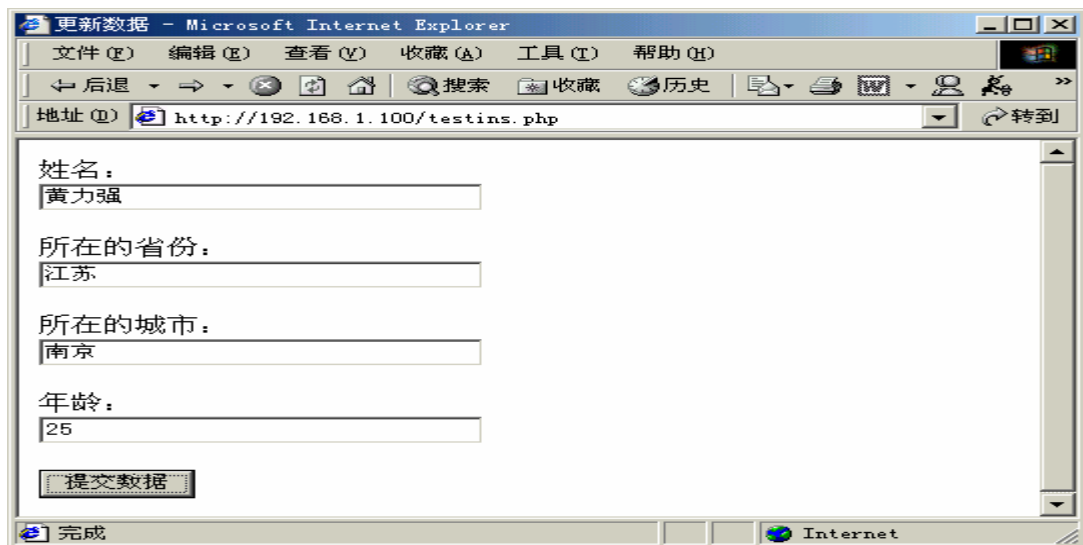 更新数据 - Microsoft Internet Explorer
文件(F) 编辑(E) 查看(V) 收藏(A) 工具(T) 帮助(H)
后退 搜索 收藏 历史 »
地址(D) http://192.168.1.100/testins.php 转到
姓名:
黄力强
所在的省份:
江苏
所在的城市:
南京
年龄:
25
提交数据
完成 Internet